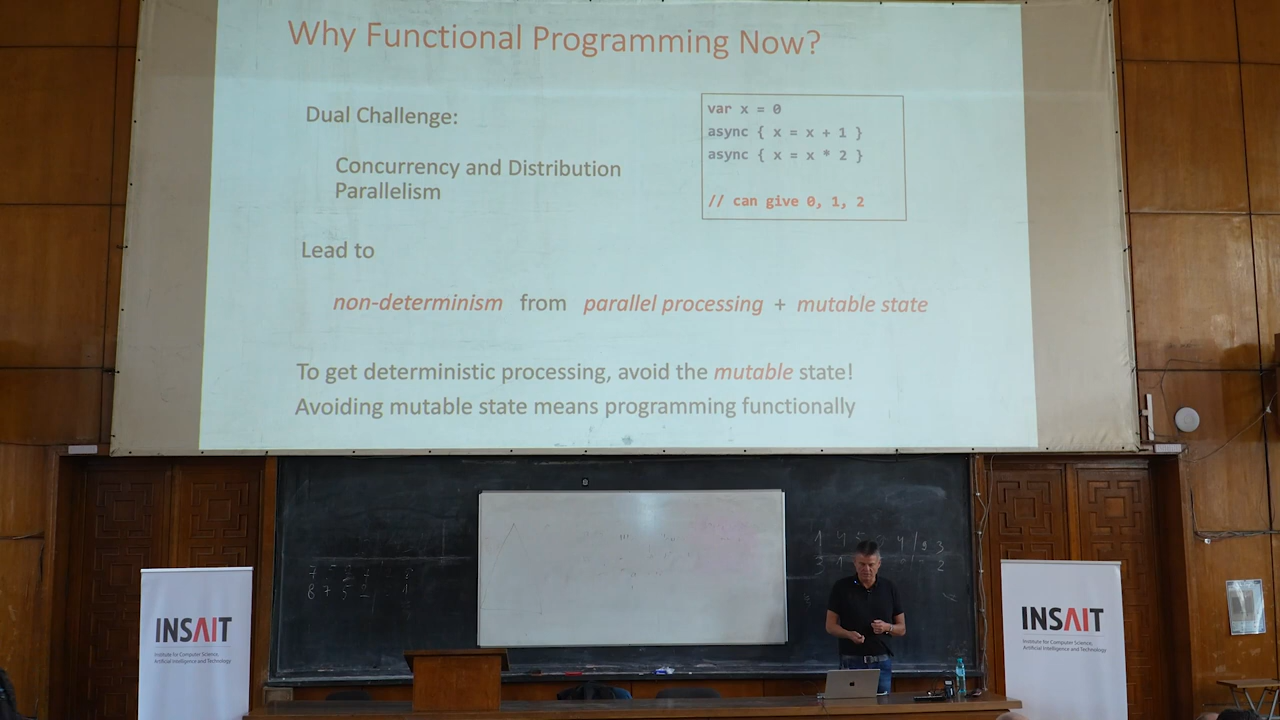 Why Functional Programming Now?
Dual Challenge:
Concurrency and Distribution
Parallelism
var x = 0
async { x = x + 1 }
async { x = x * 2 }
// can give 0, 1, 2
Lead to
non-determinism from parallel processing + mutable state
To get deterministic processing, avoid the mutable state!
Avoiding mutable state means programming functionally
INSAIT
Institute for Computer Science,
Artificial Intelligence and Technology
INSAIT
Institute for Computer Science,
Artificial Intelligence and Technology